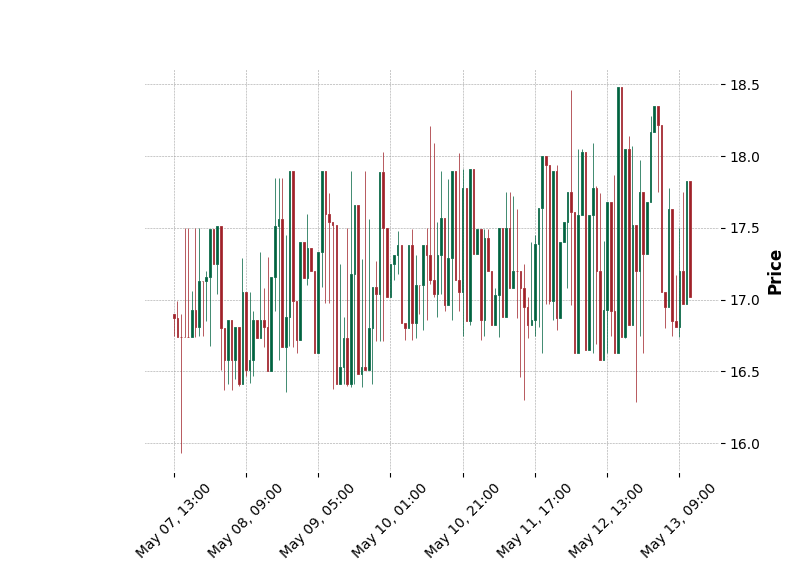 18.5
18.0
17.5
17.0
16.5
16.0
Price
May 07, 13:00
May 08, 09:00
May 09, 05:00
May 10, 01:00
May 10, 21:00
May 11, 17:00
May 12, 13:00
May 13, 09:00